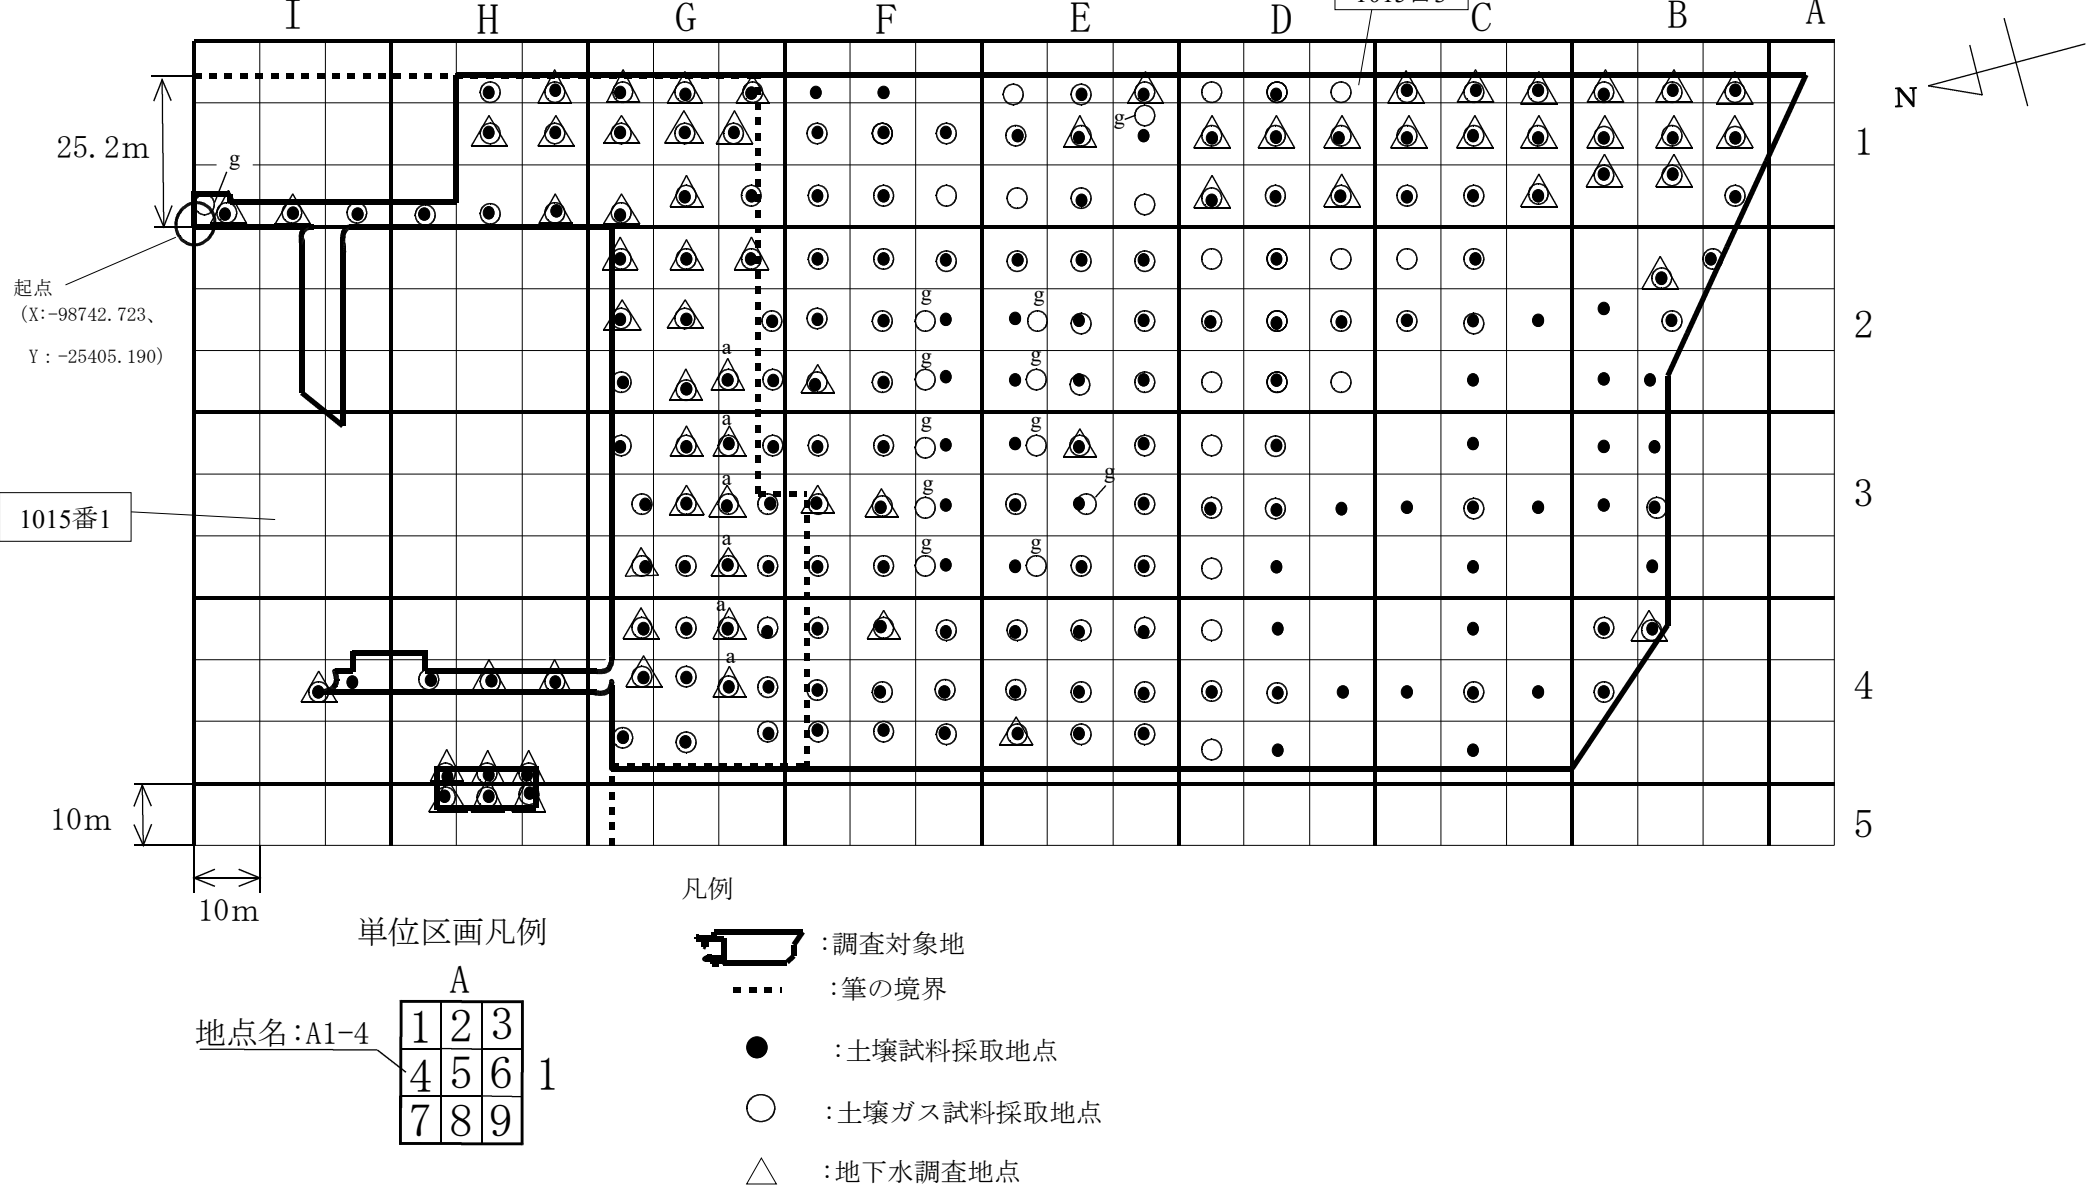 I H G F E D C B A
N
25.2m
g
g
1
起点
(X:-98742.723、
Y：-25405.190)
g g
2
a g g
a g g
g
1015番1
a g
3
a g g
a
a
4
10m
5
10m
凡例
単位区画凡例
:調査対象地
A
:筆の境界
1 2 3
地点名:A1-4
4 5 6 1
:土壌試料採取地点
7 8 9
:土壌ガス試料採取地点
:地下水調査地点